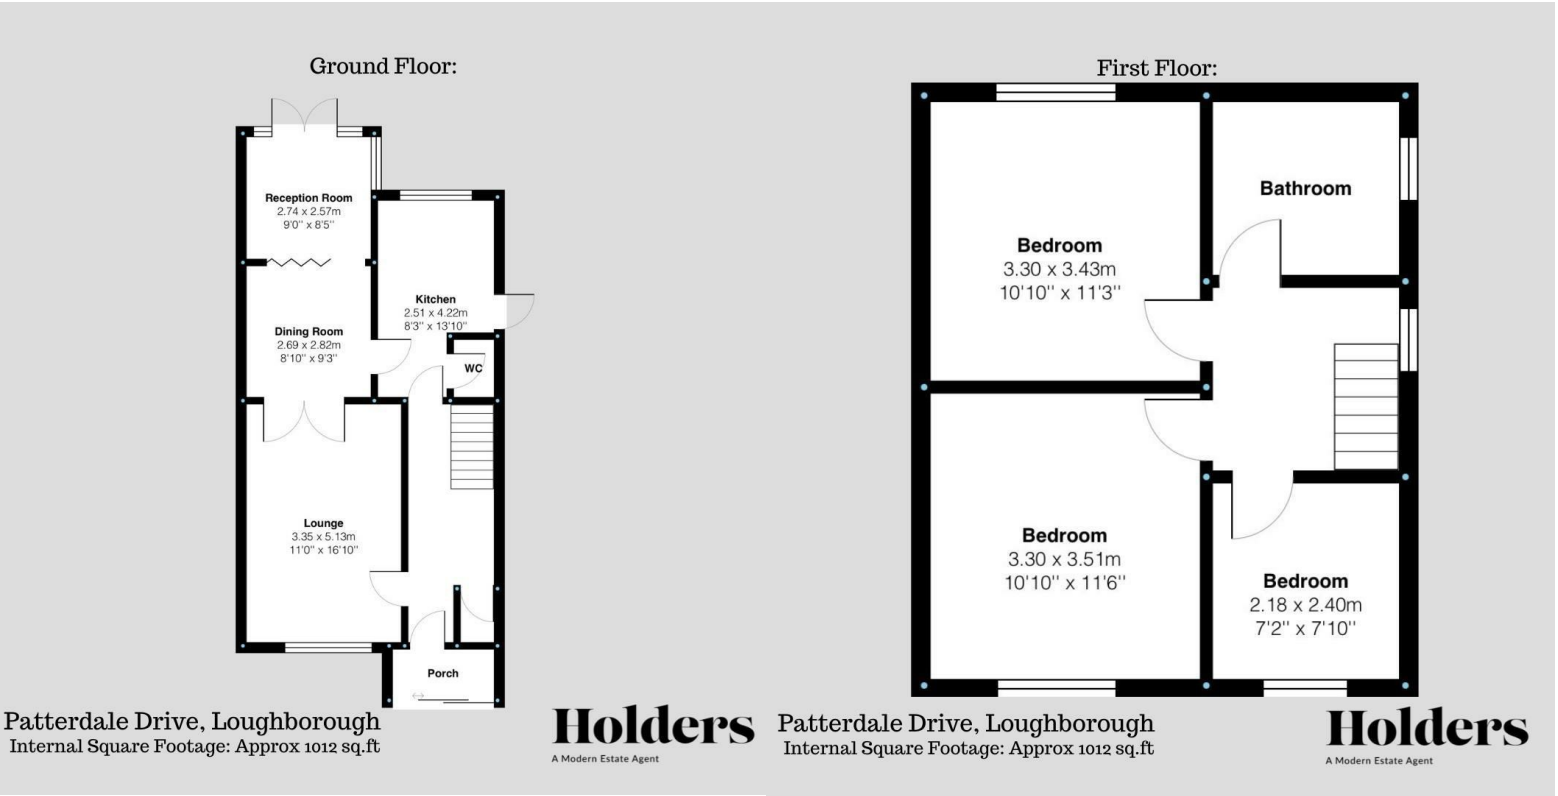 Ground Floor:
Reception Room
2.74 x 2.57m
9'0'' x 8'5''
Kitchen
2.51 x 4.22m
8'3'' x 13'10''
Dining Room
2.69 x 2.82m
8'10'' x 9'3''
WC
Lounge
3.35 x 5.13m
11'0'' x 16'10''
Porch
Patterdale Drive, Loughborough
Internal Square Footage: Approx 1012 sq.ft
Holders
A Modern Estate Agent
First Floor:
Bathroom
Bedroom
3.30 x 3.43m
10'10'' x 11'3''
Bedroom
3.30 x 3.51m
10'10'' x 11'6''
Bedroom
2.18 x 2.40m
7'2'' x 7'10''
Patterdale Drive, Loughborough
Internal Square Footage: Approx 1012 sq.ft
Holders
A Modern Estate Agent